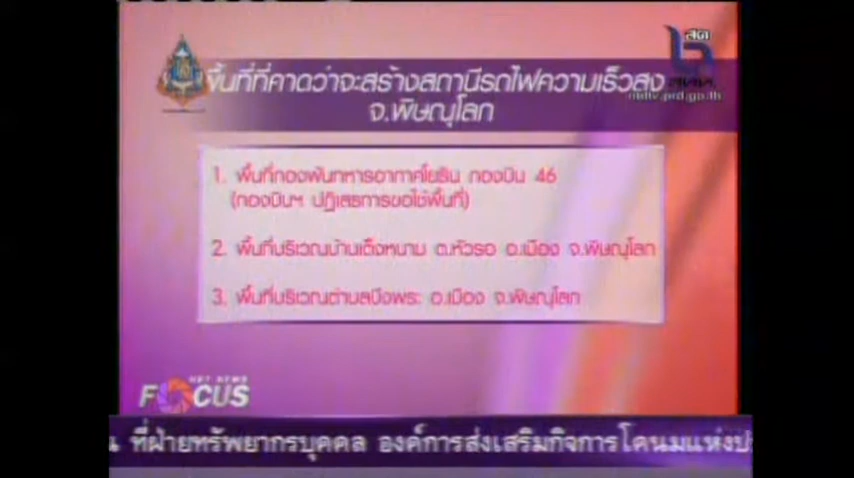 สด
พื้นที่ที่คาดว่าจะสร้างสถานีรถไฟความเร็วสูง
จ.พิษณุโลก
1. พื้นที่กองพันทหารอากาศโยธิน กองบิน 46
(กองบินฯ ปฏิเสธการขอใช้พื้นที่)
2. พื้นที่บริเวณบ้านเต็งหนาม ต.หัวรอ อ.เมือง จ.พิษณุโลก
3. พื้นที่บริเวณตำบลบึงพระ อ.เมือง จ.พิษณุโลก
NBT NEWS
FOCUS
ที่ฝ่ายทรัพยากรบุคคล องค์การส่งเสริมกิจการโคนมแห่งป